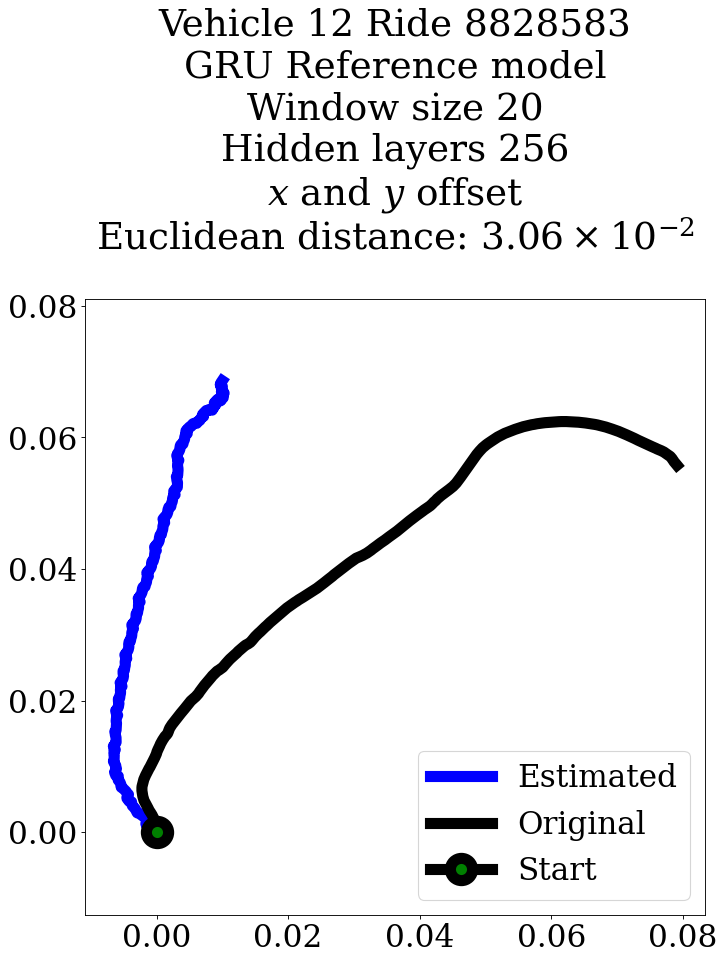 Vehicle 12 Ride 8828583
GRU Reference model
Window size 20
Hidden layers 256
x and y offset
Euclidean distance: 3.06 × 10⁻²
0.08
0.06
0.04
0.02
0.00
Estimated
Original
Start
0.00 0.02 0.04 0.06 0.08